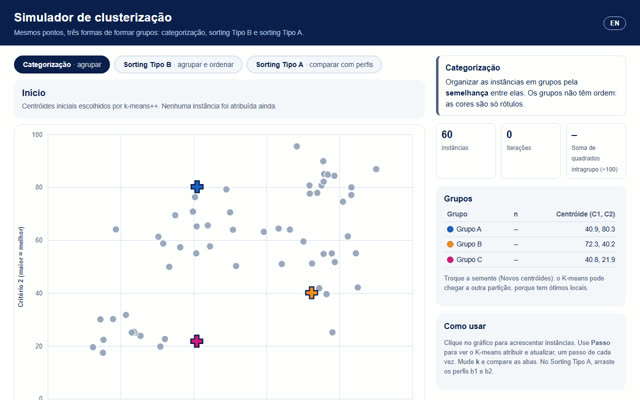 Simulador de clusterização
Mesmos pontos, três formas de formar grupos: categorização, sorting Tipo B e sorting Tipo A.
EN
Categorização · agrupar
Sorting Tipo B · agrupar e ordenar
Sorting Tipo A · comparar com perfis
Início
Centróides iniciais escolhidos por k-means++. Nenhuma instância foi atribuída ainda.
100
80
60
40
20
0
Critério 2 (maior = melhor)
Categorização
Organizar as instâncias em grupos pela
semelhança entre elas. Os grupos não têm ordem:
as cores são só rótulos.
60
Instâncias
0
Iterações
–
Soma de
quadrados
intragrupo (÷100)
Grupos
Grupo n Centróide (C1, C2)
Grupo A – 40.9, 80.3
Grupo B – 72.3, 40.2
Grupo C – 40.8, 21.9
Troque a semente (Novos centróides): o K-means pode
chegar a outra partição, porque tem ótimos locais.
Como usar
Clique no gráfico para acrescentar instâncias. Use Passo
para ver o K-means atribuir e atualizar, um passo de cada
vez. Mude k e compare as abas. No Sorting Tipo A, arraste
os perfis b1 e b2.